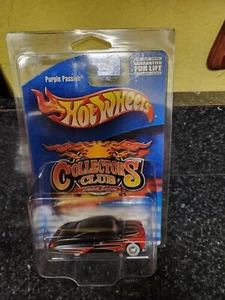 Purple Passion
GUARANTEED
FOR LIFE
Hot Wheels
COLLECTORS
CLUB